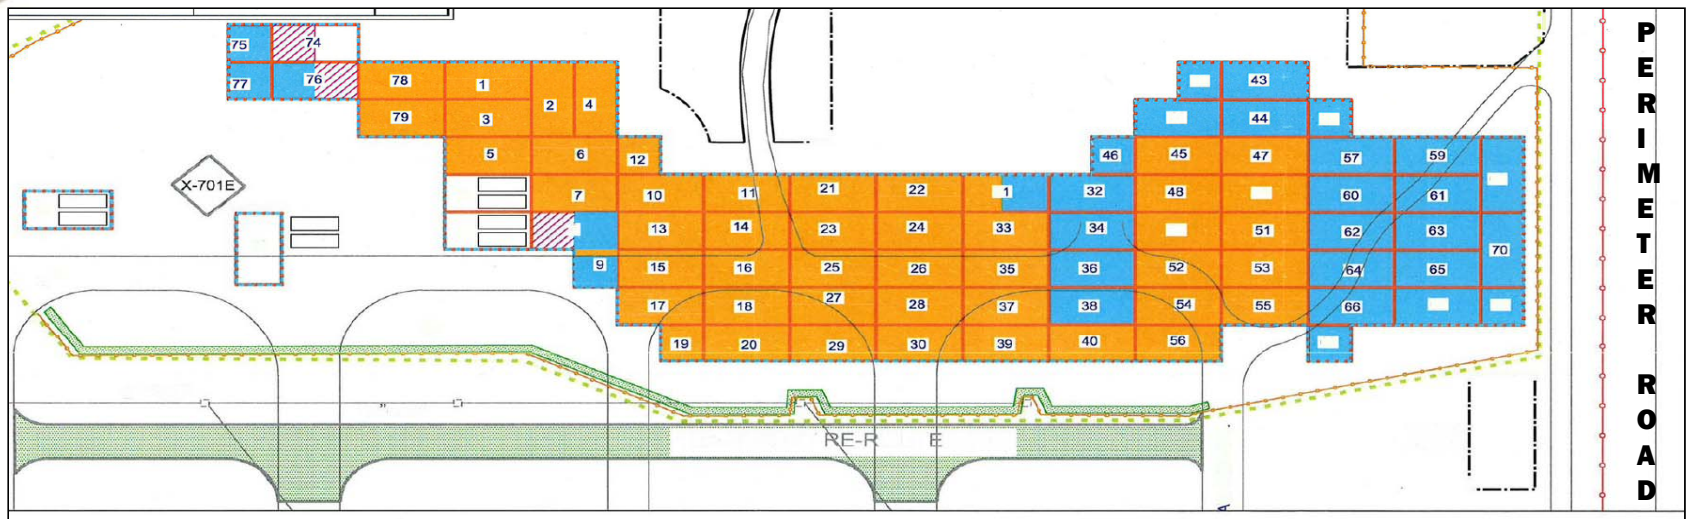 75 74
77 76 78 1 2 4 43
79 3 44
5 6 12 46 45 47 57 59
X-701E 7 10 11 21 22 1 32 48 60 61
13 14 23 24 33 34 51 62 63
9 15 16 25 26 35 36 52 53 64 65 70
17 18 27 28 37 38 54 55 66
19 20 29 30 39 40 56
RE-R E
A
PERIMETER ROAD